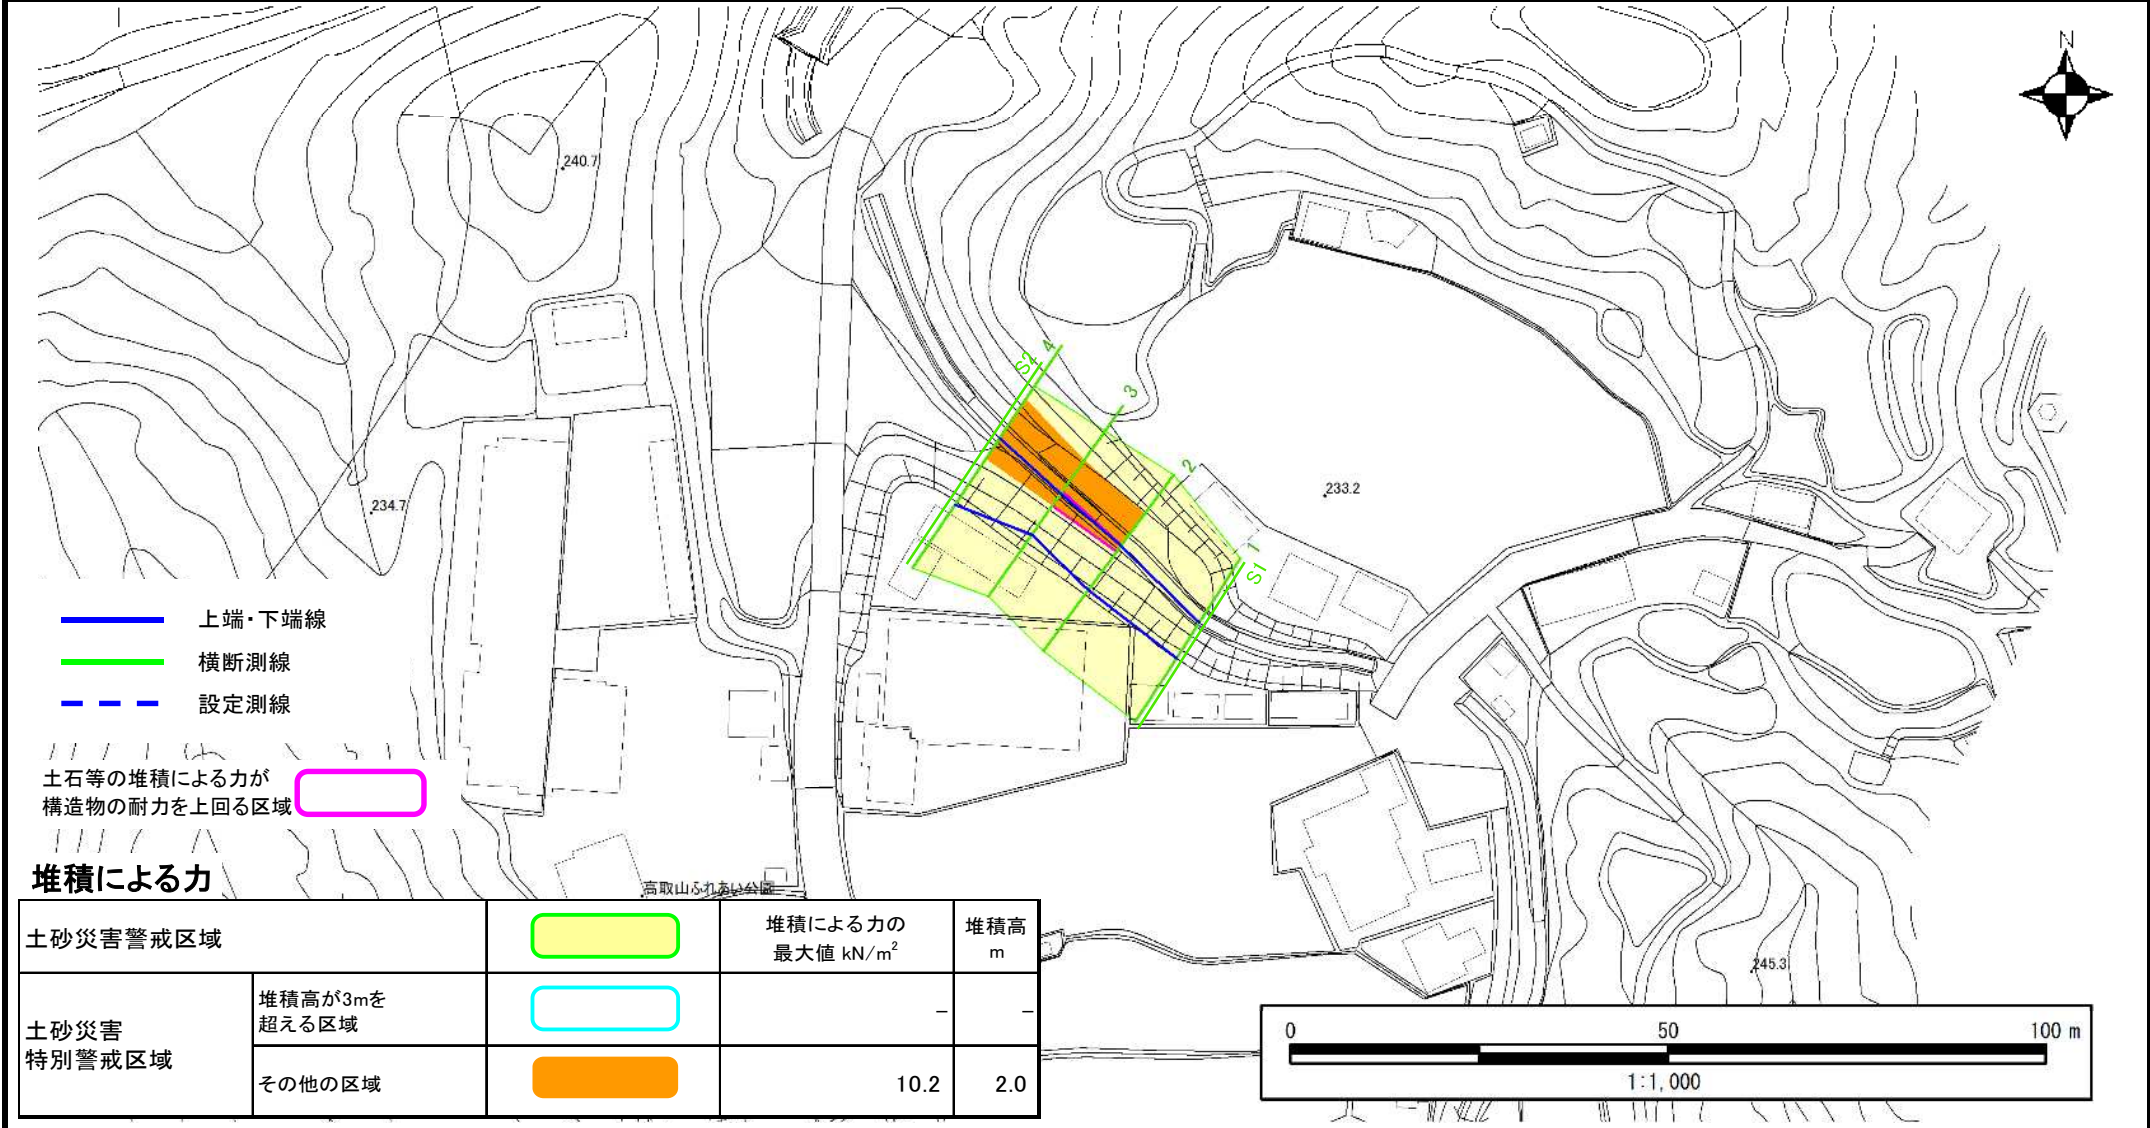 N
240.7
S2
4
3
2
233.2
234.7
1
S1
上端・下端線
横断測線
設定測線
土石等の堆積による力が
構造物の耐力を上回る区域
堆積による力
高取山ふれあい公園
土砂災害警戒区域
堆積による力の
最大値 kN/m²
堆積高
m
土砂災害
特別警戒区域
堆積高が3mを
超える区域
−
−
その他の区域
10.2
2.0
245.3
0
50
100 m
1:1,000